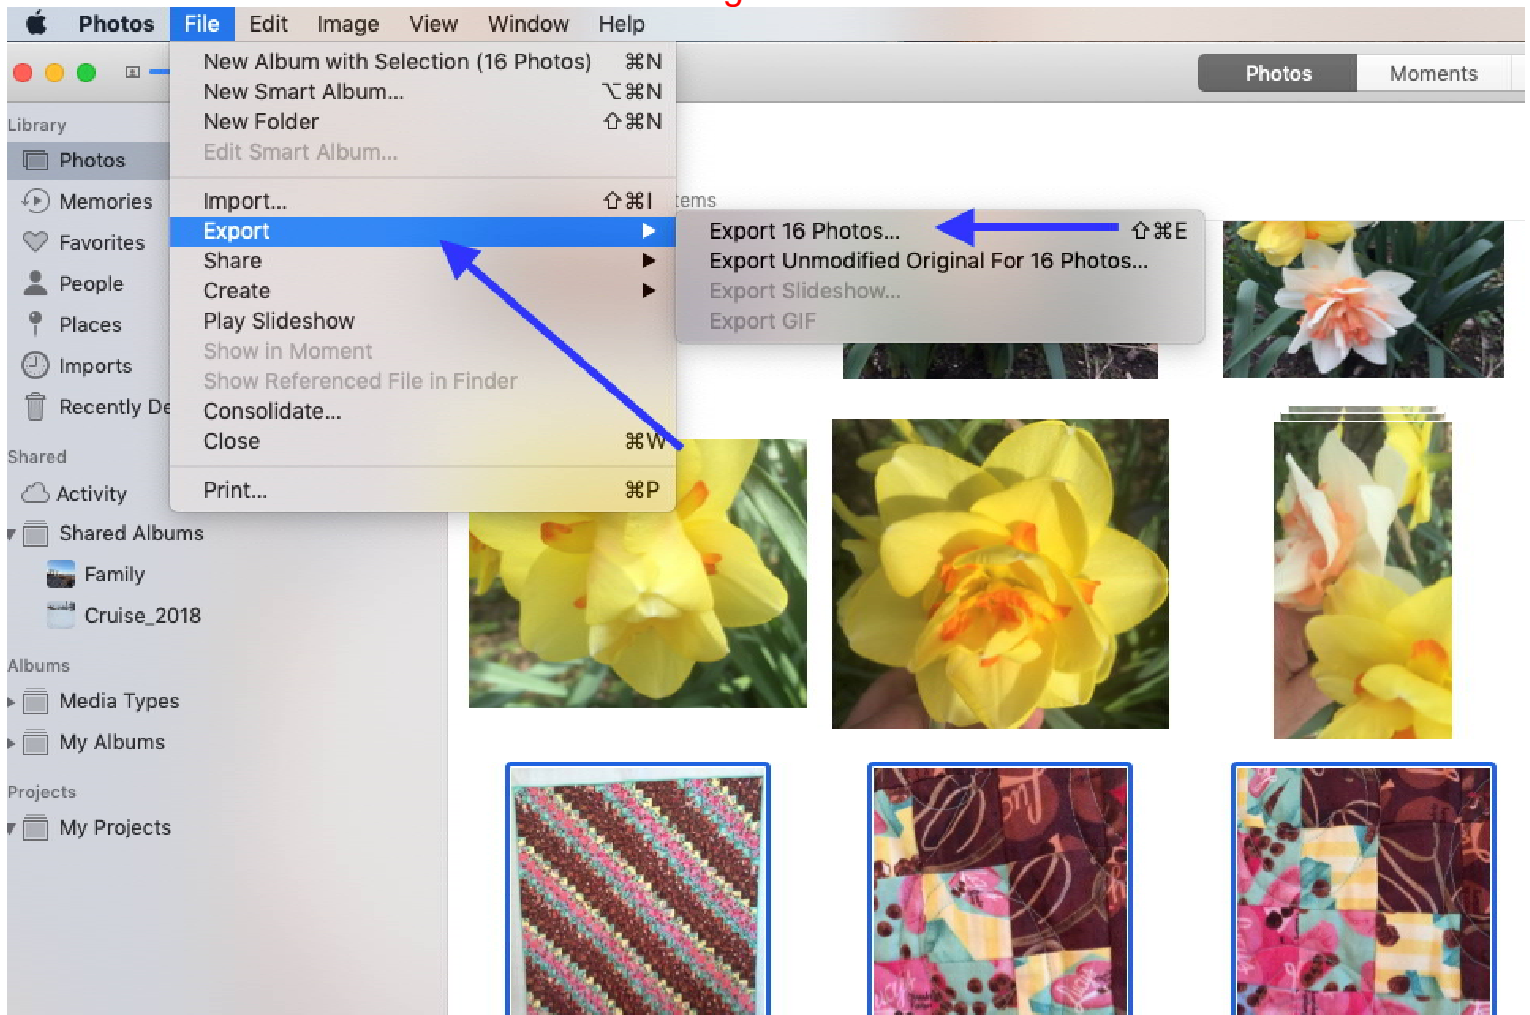 Photos File Edit Image View Window Help
Photos Moments
New Album with Selection (16 Photos) ⌘N
New Smart Album... ⌥⌘N
New Folder ⇧⌘N
Edit Smart Album...
Import... ⇧⌘I
Export
Share
Create
Play Slideshow
Show in Moment
Show Referenced File in Finder
Consolidate...
Close ⌘W
Print... ⌘P
Export 16 Photos... ⇧⌘E
Export Unmodified Original For 16 Photos...
Export Slideshow...
Export GIF
Library
Photos
Memories
Favorites
People
Places
Imports
Recently De
Shared
Activity
Shared Albums
Family
Cruise_2018
Albums
Media Types
My Albums
Projects
My Projects